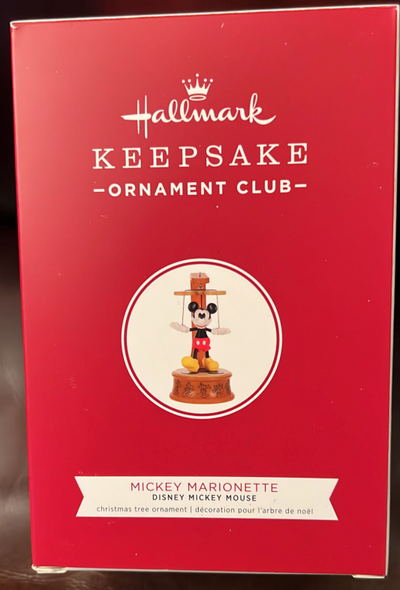 Hallmark
KEEPSAKE
–ORNAMENT CLUB–
MICKEY MARIONETTE
DISNEY MICKEY MOUSE
christmas tree ornament | décoration pour l'arbre de noël